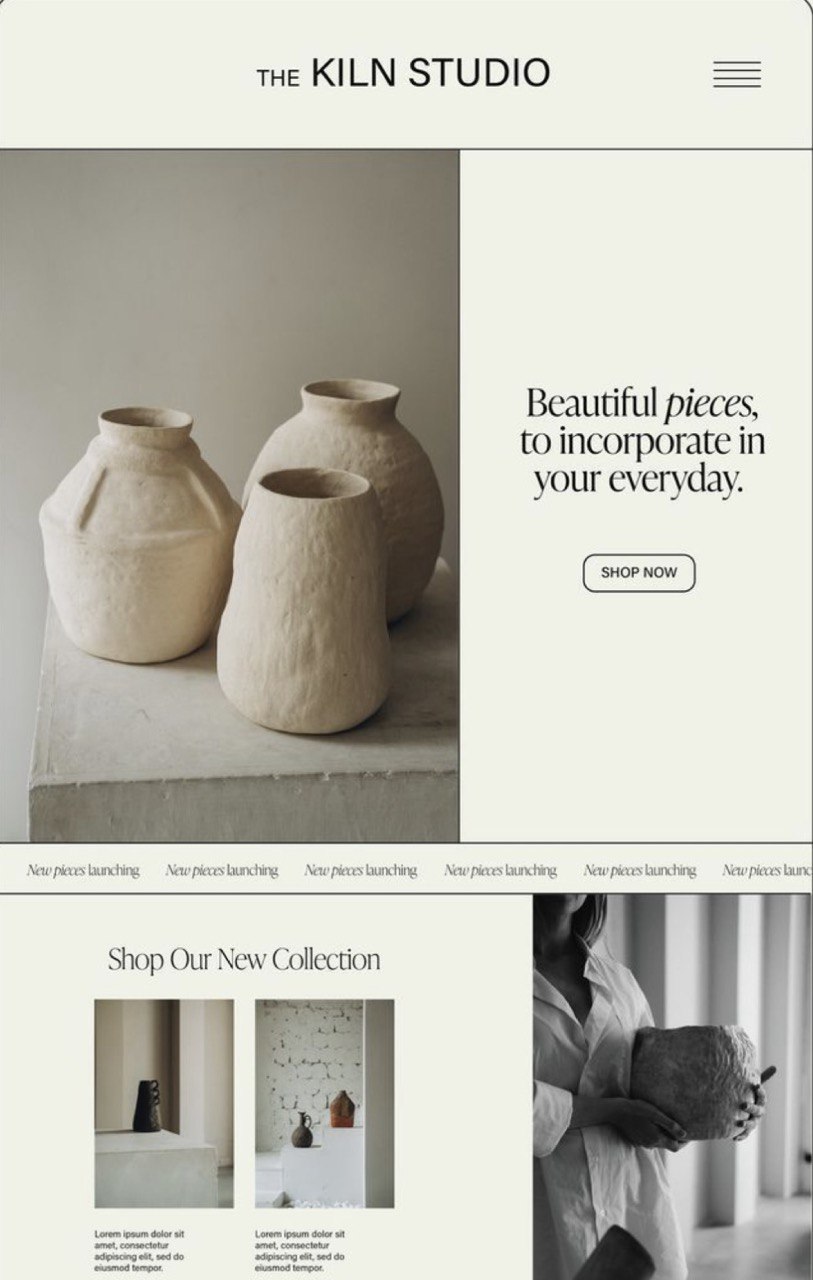 THE KILN STUDIO
Beautiful pieces,
to incorporate in
your everyday.
SHOP NOW
New pieces launching New pieces launching New pieces launching New pieces launching New pieces launching New pieces launc
Shop Our New Collection
Lorem ipsum dolor sit
amet, consectetur
adipiscing elit, sed do
eiusmod tempor.
Lorem ipsum dolor sit
amet, consectetur
adipiscing elit, sed do
eiusmod tempor.